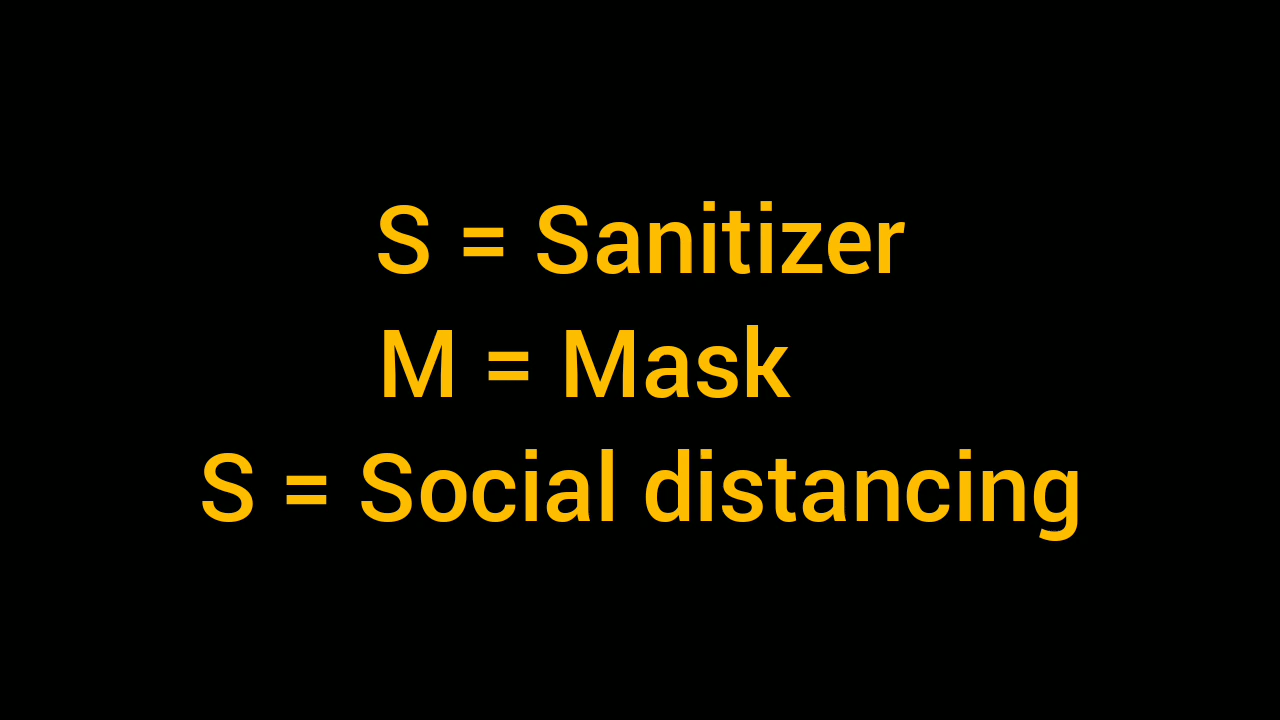 S = Sanitizer
M = Mask
S = Social distancing